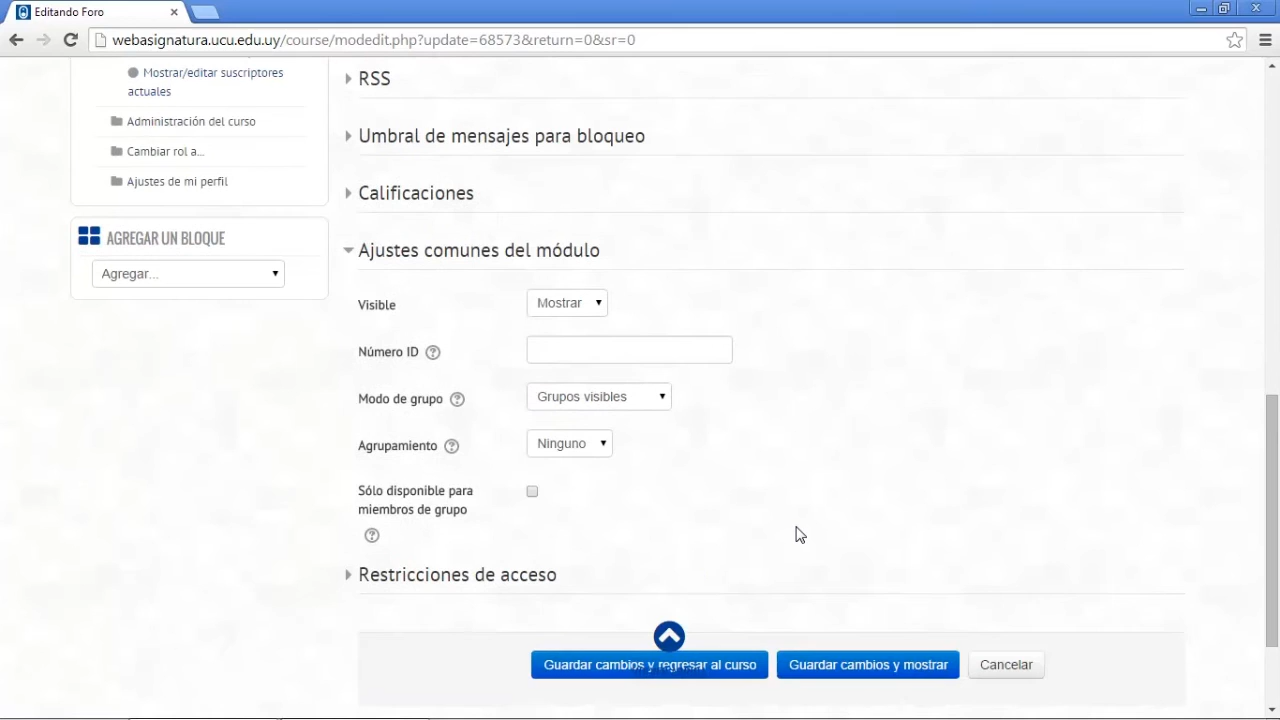 Editando Foro
webasignatura.ucu.edu.uy/course/modedit.php?update=68573&return=0&sr=0
Mostrar/editar suscriptores
actuales
Administración del curso
Cambiar rol a...
Ajustes de mi perfil
AGREGAR UN BLOQUE
Agregar...
RSS
Umbral de mensajes para bloqueo
Calificaciones
Ajustes comunes del módulo
Visible
Mostrar
Número ID
Modo de grupo
Grupos visibles
Agrupamiento
Ninguno
Sólo disponible para
miembros de grupo
Restricciones de acceso
Guardar cambios y regresar al curso
Guardar cambios y mostrar
Cancelar